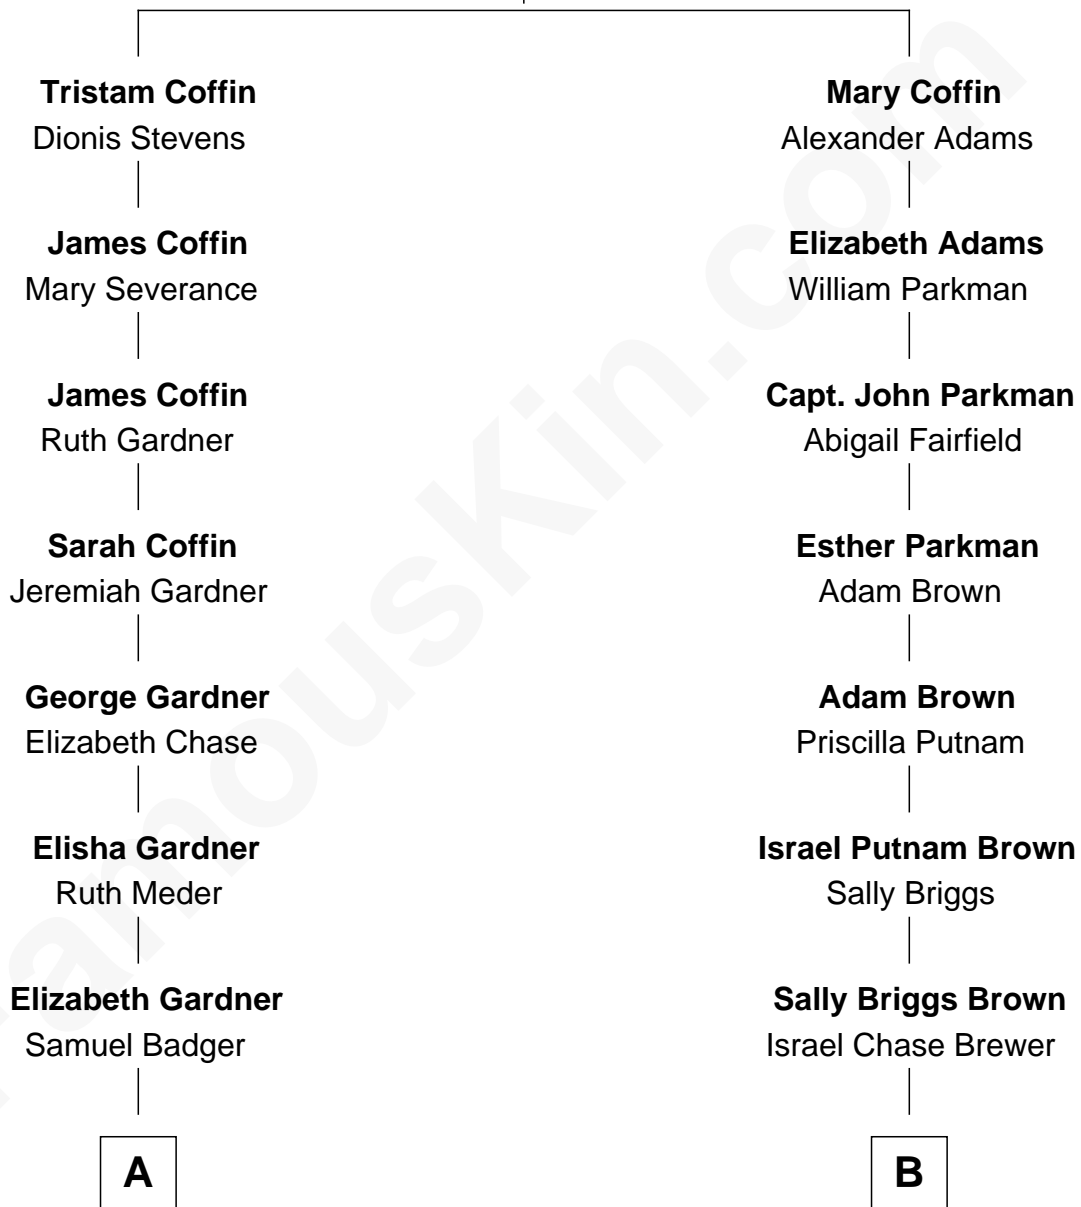 Tristam Coffin
Dionis Stevens
James Coffin
Mary Severance
James Coffin
Ruth Gardner
Sarah Coffin
Jeremiah Gardner
George Gardner
Elizabeth Chase
Elisha Gardner
Ruth Meder
Elizabeth Gardner
Samuel Badger
A
Mary Coffin
Alexander Adams
Elizabeth Adams
William Parkman
Capt. John Parkman
Abigail Fairfield
Esther Parkman
Adam Brown
Adam Brown
Priscilla Putnam
Israel Putnam Brown
Sally Briggs
Sally Briggs Brown
Israel Chase Brewer
B
FamousKin.com